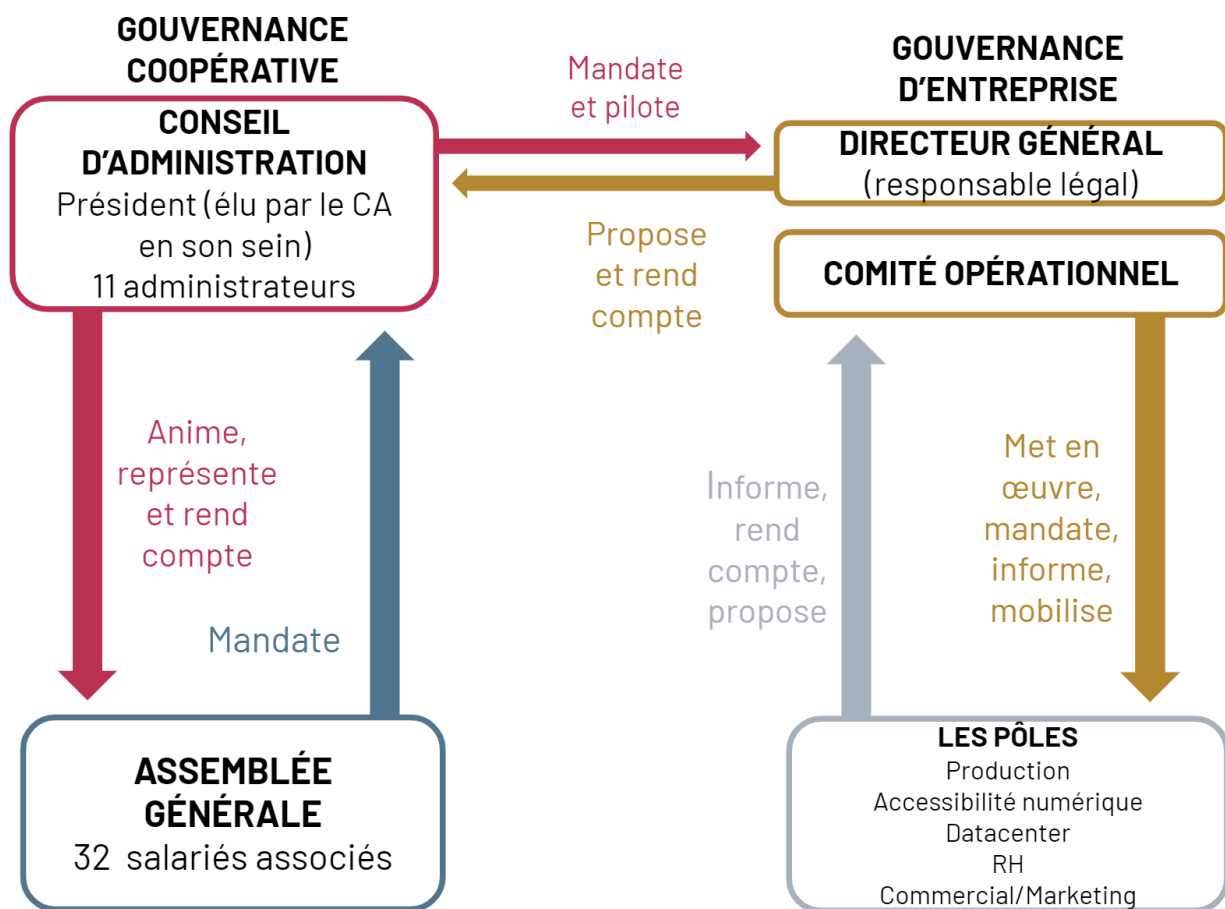 GOUVERNANCE
COOPÉRATIVE
CONSEIL
D'ADMINISTRATION
Président (élu par le CA
en son sein)
11 administrateurs
Mandate
et pilote
GOUVERNANCE
D'ENTREPRISE
DIRECTEUR GÉNÉRAL
(responsable légal)
Propose
et rend
compte
COMITÉ OPÉRATIONNEL
Anime,
représente
et rend
compte
Mandate
Informe,
rend
compte,
propose
Met en
œuvre,
mandate,
informe,
mobilise
ASSEMBLÉE
GÉNÉRALE
32 salariés associés
LES PÔLES
Production
Accessibilité numérique
Datacenter
RH
Commercial/Marketing